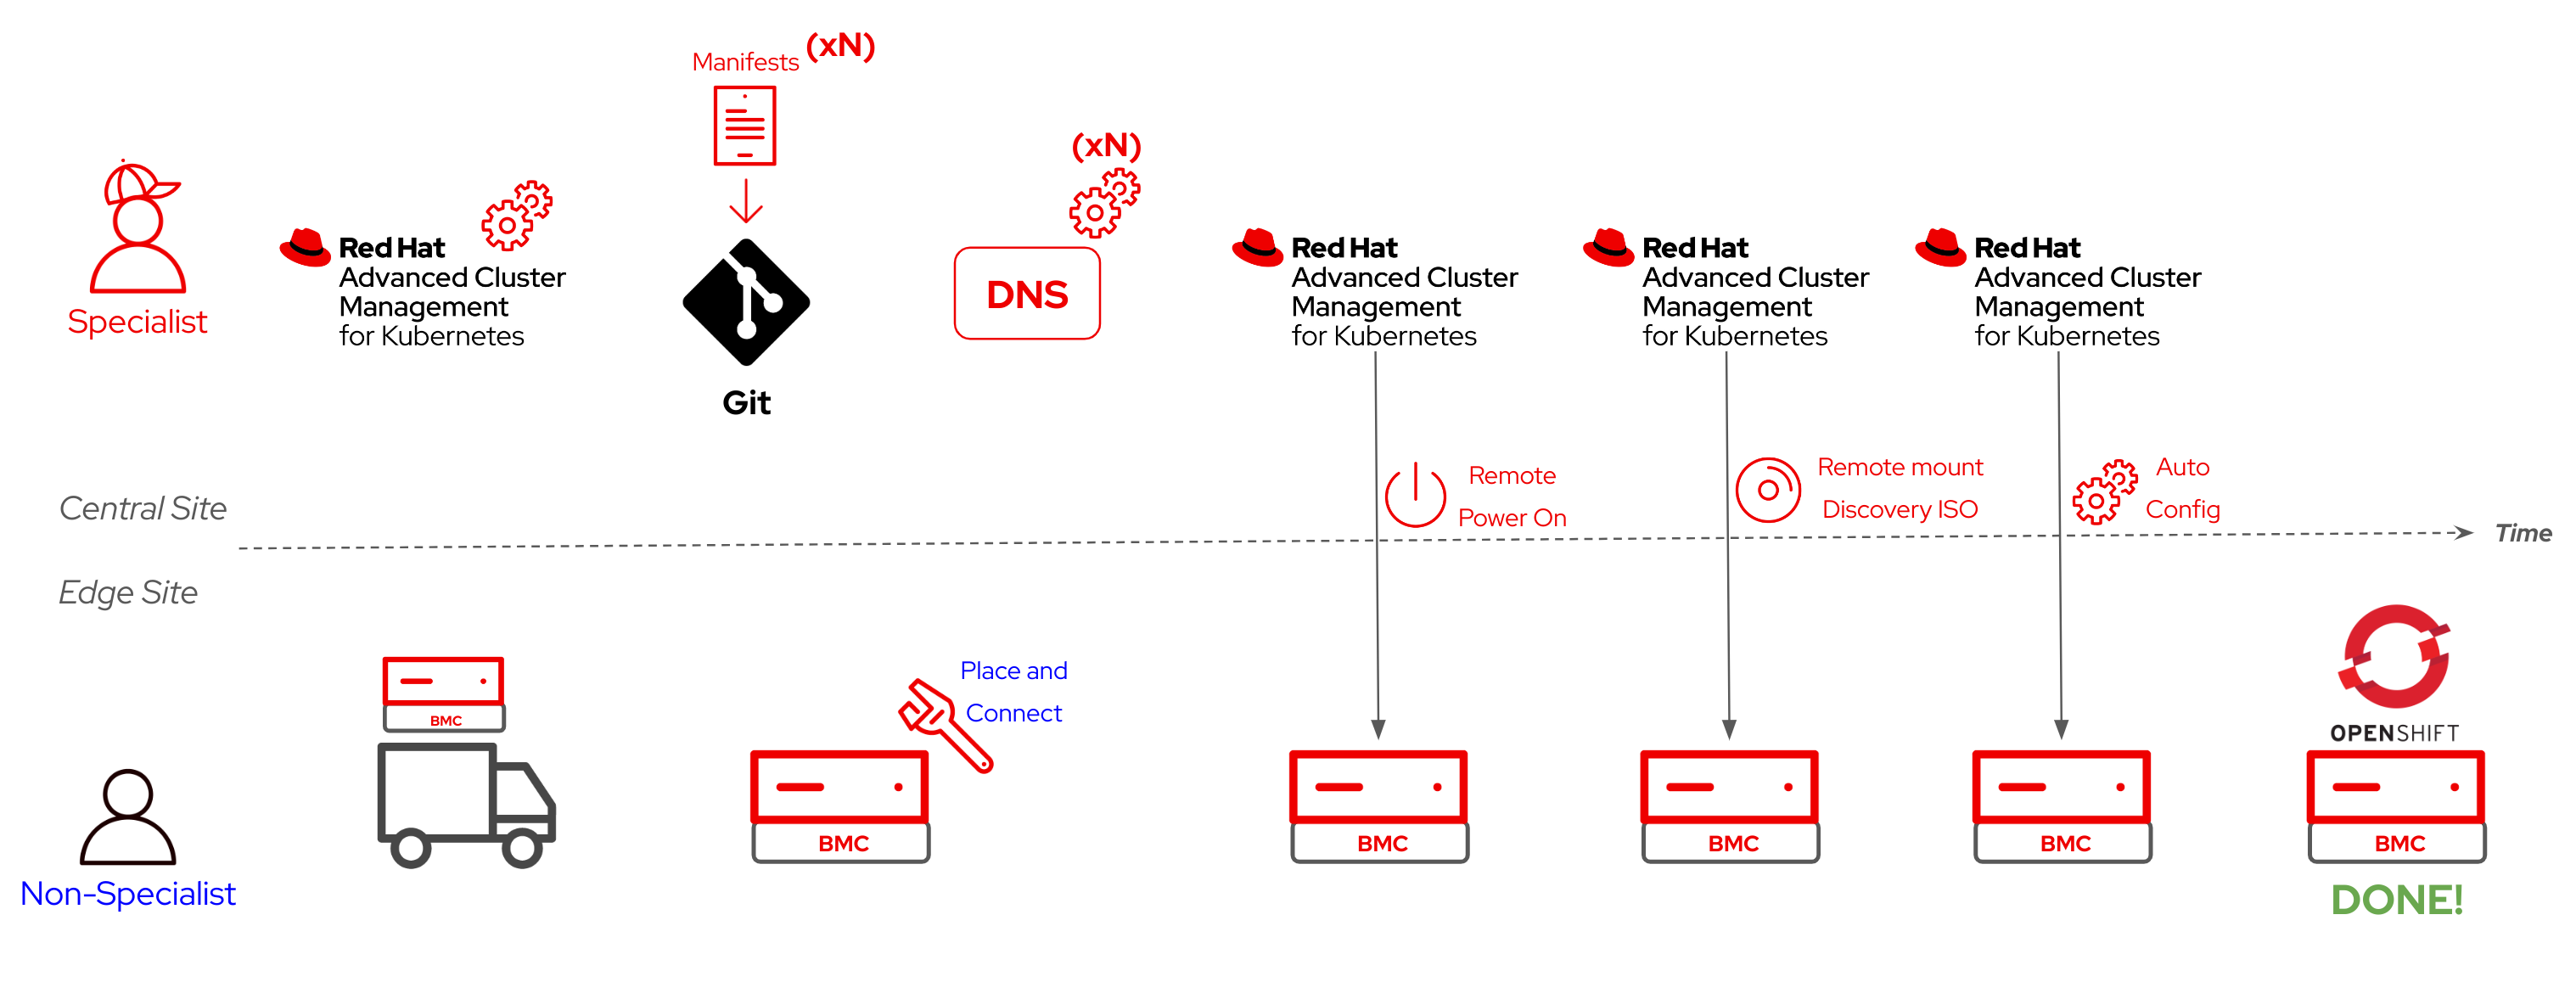 Manifests (xN)
(xN)
Specialist
Red Hat
Advanced Cluster
Management
for Kubernetes
Git
DNS
Red Hat
Advanced Cluster
Management
for Kubernetes
Red Hat
Advanced Cluster
Management
for Kubernetes
Red Hat
Advanced Cluster
Management
for Kubernetes
Remote
Power On
Remote mount
Discovery ISO
Auto
Config
Central Site
Time
Edge Site
Non-Specialist
BMC
Place and
Connect
BMC
BMC
BMC
BMC
OPENSHIFT
BMC
DONE!